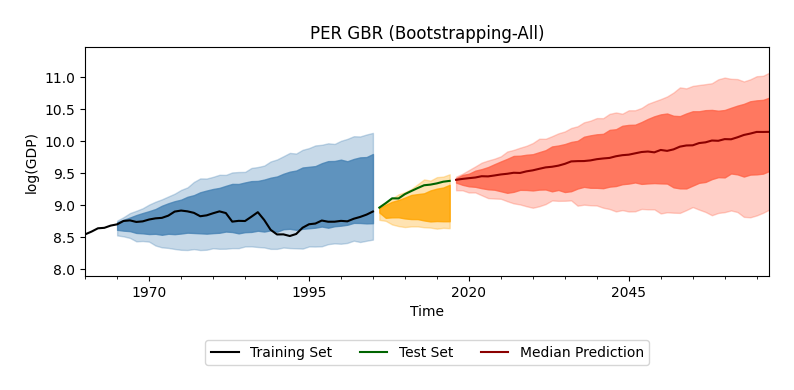 PER GBR (Bootstrapping-All)
11.0
10.5
10.0
9.5
9.0
8.5
8.0
log(GDP)
1970 1995 2020 2045
Time
Training Set Test Set Median Prediction